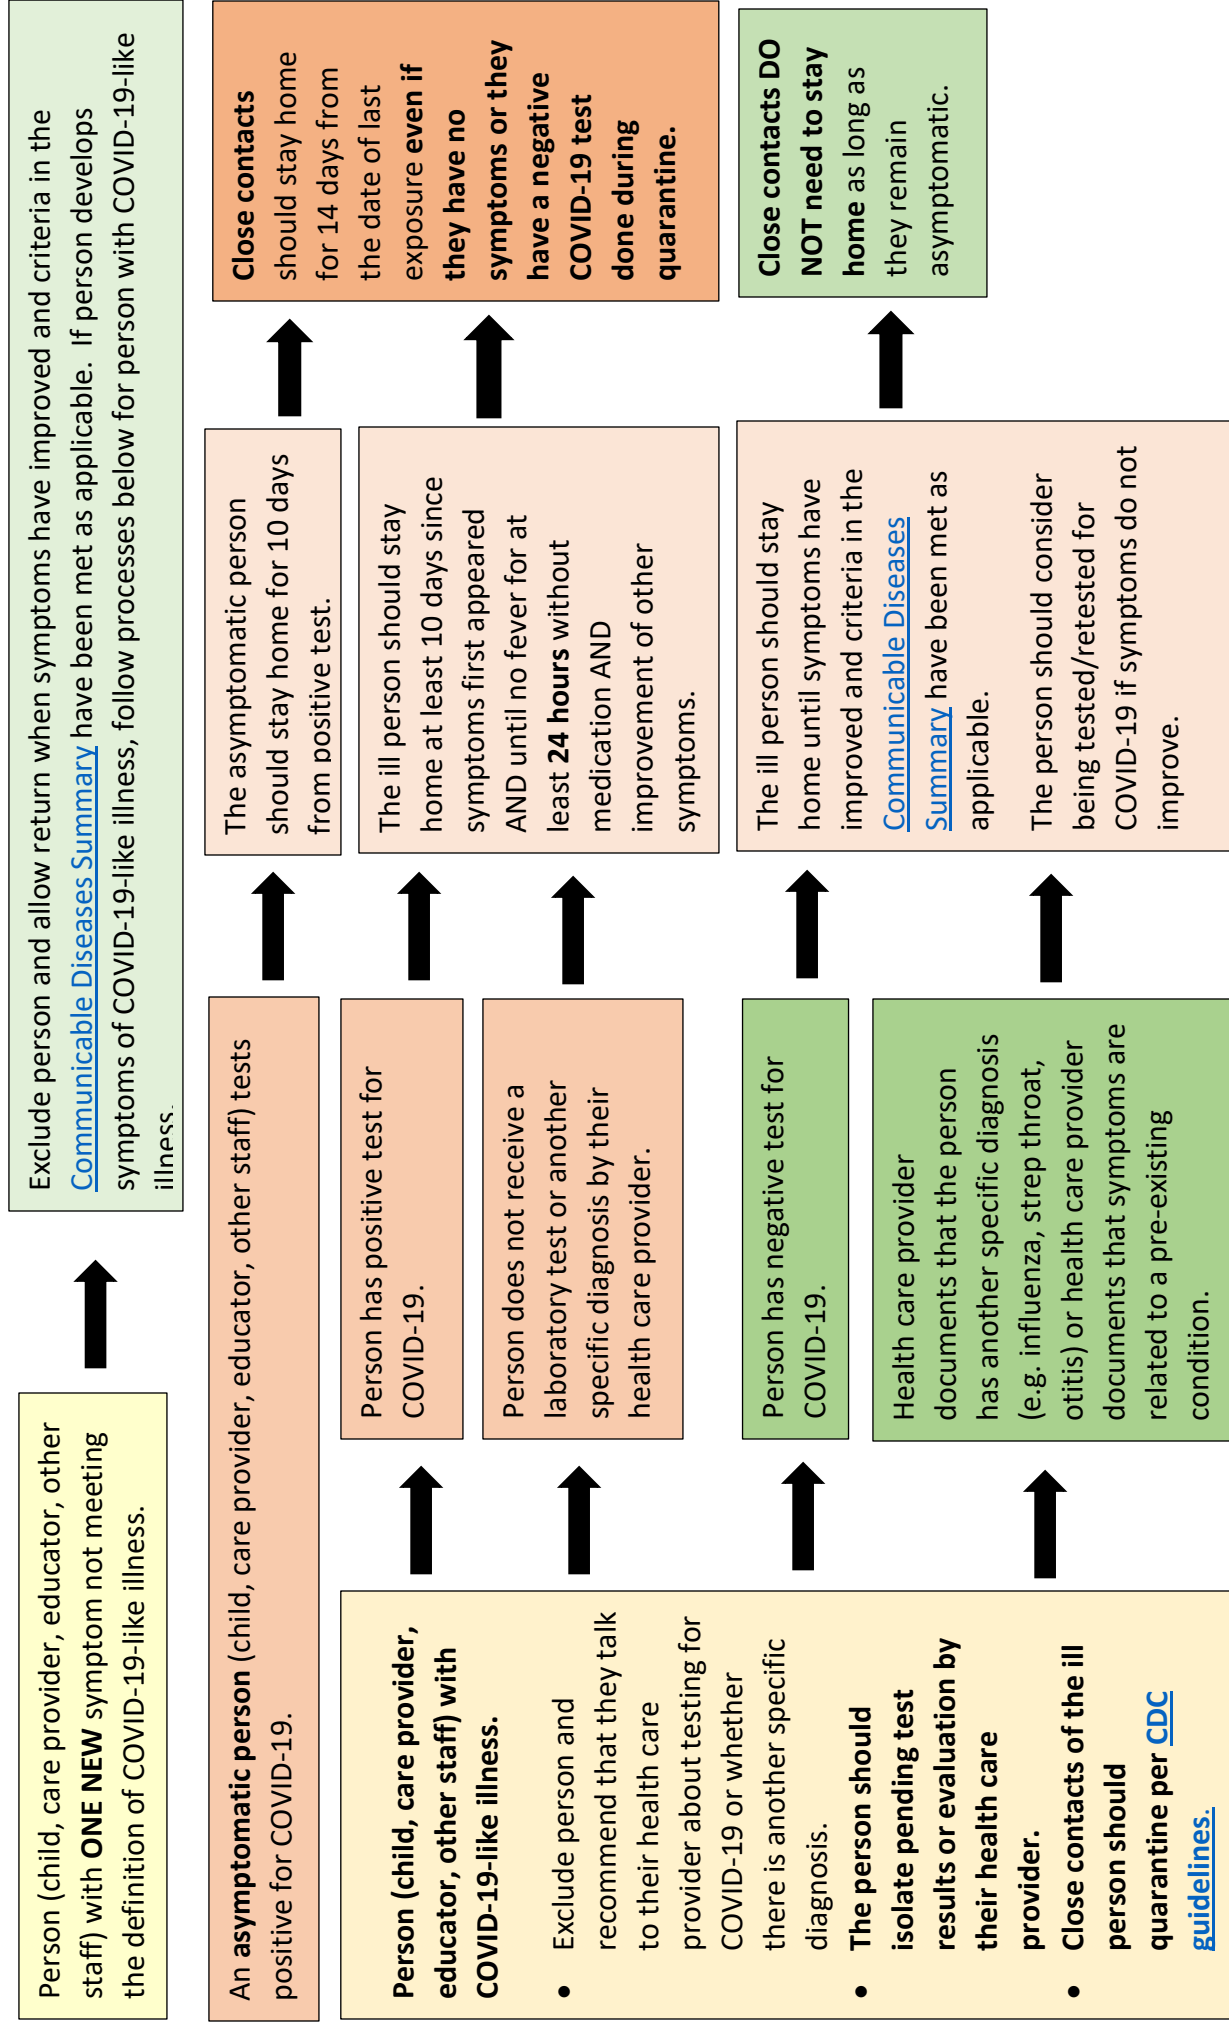 Person (child, care provider, educator, other
staff) with ONE NEW symptom not meeting
the definition of COVID-19-like illness.
Exclude person and allow return when symptoms have improved and criteria in the
Communicable Diseases Summary have been met as applicable. If person develops
symptoms of COVID-19-like illness, follow processes below for person with COVID-19-like
illness.
An asymptomatic person (child, care provider, educator, other staff) tests
positive for COVID-19.
The asymptomatic person
should stay home for 10 days
from positive test.
Close contacts
should stay home
for 14 days from
the date of last
exposure even if
they have no
symptoms or they
have a negative
COVID-19 test
done during
quarantine.
Person (child, care provider,
educator, other staff) with
COVID-19-like illness.
• Exclude person and
recommend that they talk
to their health care
provider about testing for
COVID-19 or whether
there is another specific
diagnosis.
• The person should
isolate pending test
results or evaluation by
their health care
provider.
• Close contacts of the ill
person should
quarantine per CDC
guidelines.
Person has positive test for
COVID-19.
Person does not receive a
laboratory test or another
specific diagnosis by their
health care provider.
The ill person should stay
home at least 10 days since
symptoms first appeared
AND until no fever for at
least 24 hours without
medication AND
improvement of other
symptoms.
Person has negative test for
COVID-19.
Health care provider
documents that the person
has another specific diagnosis
(e.g. influenza, strep throat,
otitis) or health care provider
documents that symptoms are
related to a pre-existing
condition.
The ill person should stay
home until symptoms have
improved and criteria in the
Communicable Diseases
Summary have been met as
applicable.
The person should consider
being tested/retested for
COVID-19 if symptoms do not
improve.
Close contacts DO
NOT need to stay
home as long as
they remain
asymptomatic.